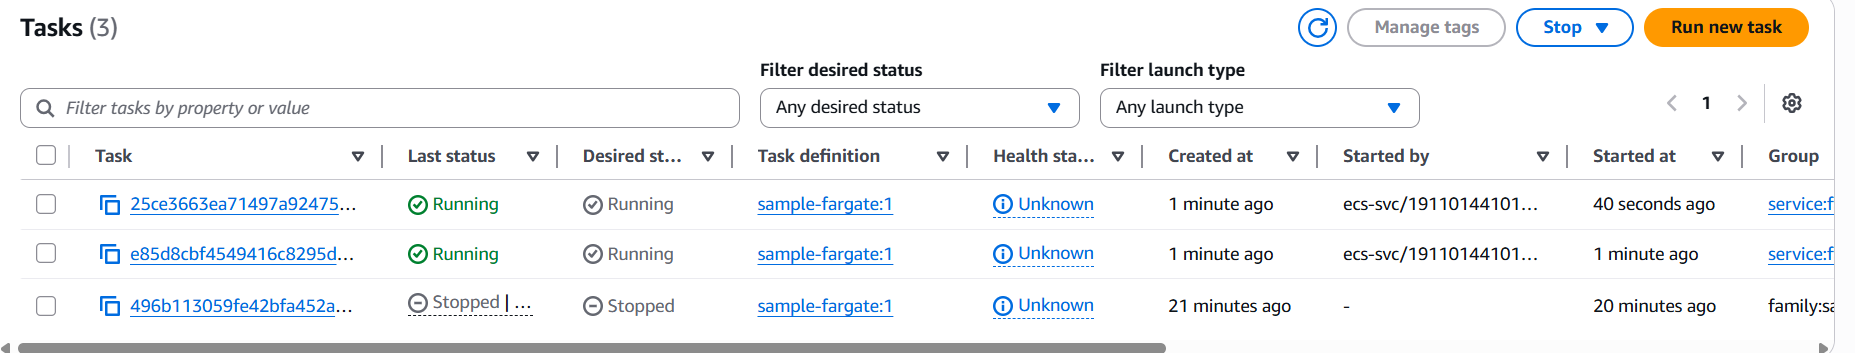 Tasks (3)
Manage tags
Stop
Run new task
Filter desired status
Filter launch type
Filter tasks by property or value
Any desired status
Any launch type
1
Task Last status Desired st... Task definition Health sta... Created at Started by Started at Group
25ce3663ea71497a92475... Running Running sample-fargate:1 Unknown 1 minute ago ecs-svc/19110144101... 40 seconds ago service:f
e85d8cbf4549416c8295d... Running Running sample-fargate:1 Unknown 1 minute ago ecs-svc/19110144101... 1 minute ago service:f
496b113059fe42bfa452a... Stopped | ... Stopped sample-fargate:1 Unknown 21 minutes ago - 20 minutes ago family:sa